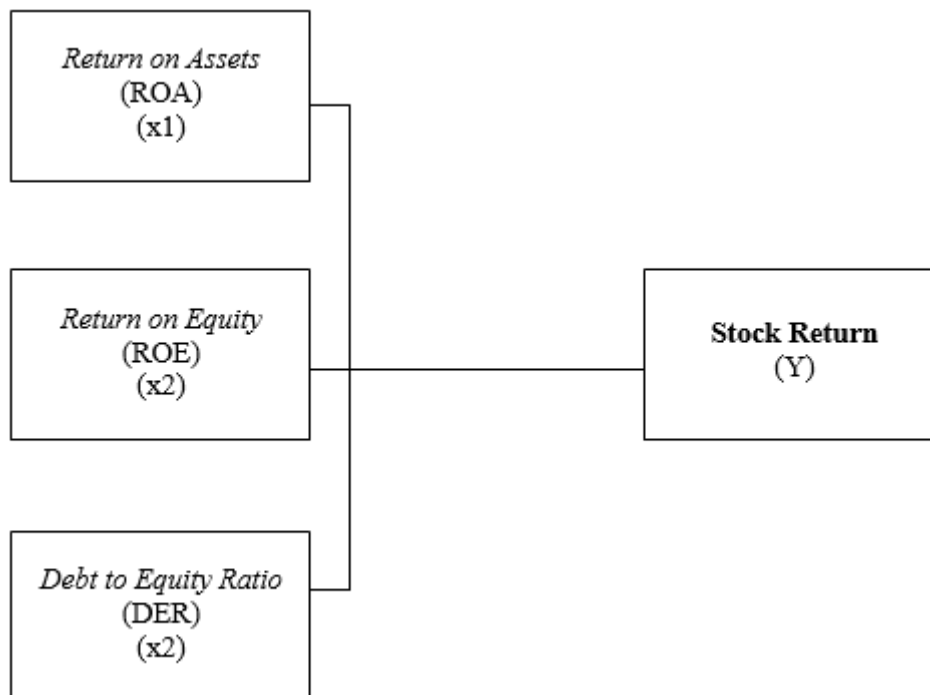 Return on Assets
(ROA)
(x1)
Return on Equity
(ROE)
(x2)
Stock Return
(Y)
Debt to Equity Ratio
(DER)
(x2)